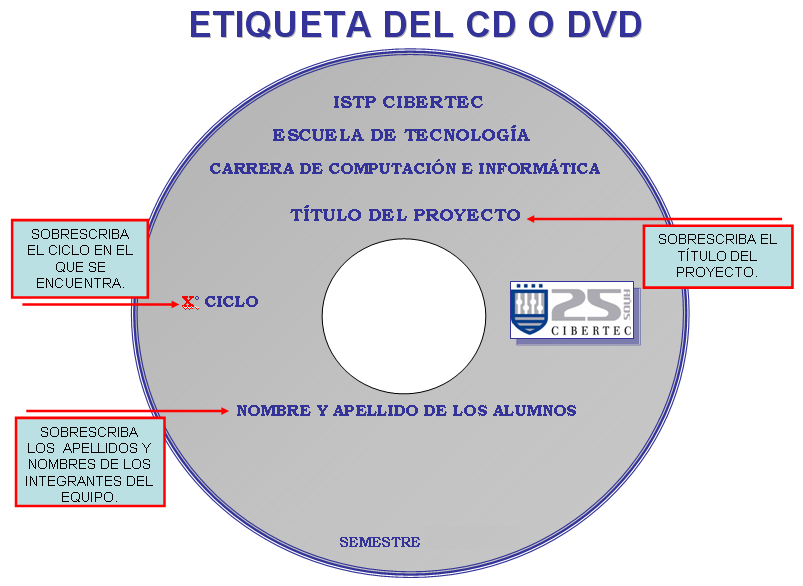 ETIQUETA DEL CD O DVD
ISTP CIBERTEC
ESCUELA DE TECNOLOGÍA
CARRERA DE COMPUTACIÓN E INFORMÁTICA
TÍTULO DEL PROYECTO
SOBRESCRIBA
EL CICLO EN EL
QUE SE
ENCUENTRA.
SOBRESCRIBA EL
TÍTULO DEL
PROYECTO.
X° CICLO
25 AÑOS
CIBERTEC
NOMBRE Y APELLIDO DE LOS ALUMNOS
SOBRESCRIBA
LOS APELLIDOS Y
NOMBRES DE LOS
INTEGRANTES DEL
EQUIPO.
SEMESTRE